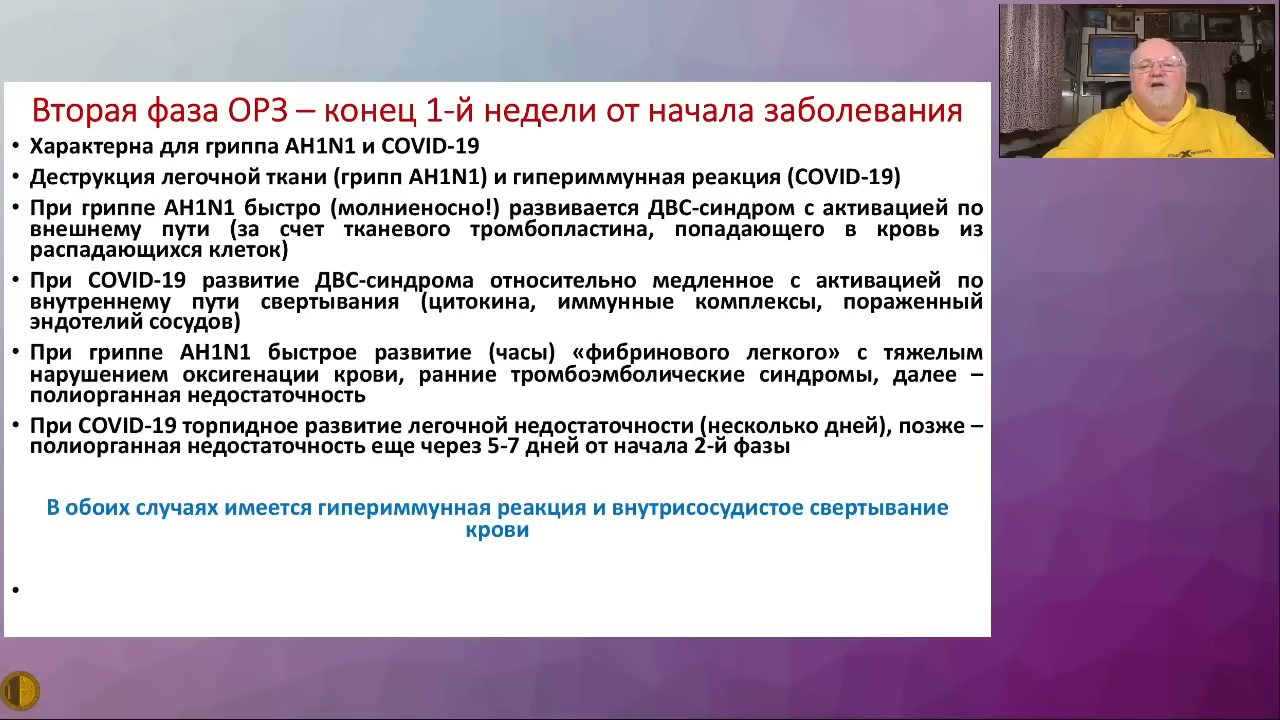 Вторая фаза ОРЗ – конец 1-й недели от начала заболевания
• Характерна для гриппа AH1N1 и COVID-19
• Деструкция легочной ткани (грипп AH1N1) и гипериммунная реакция (COVID-19)
• При гриппе AH1N1 быстро (молниеносно!) развивается ДВС-синдром с активацией по
внешнему пути (за счет тканевого тромбопластина, попадающего в кровь из
распадающихся клеток)
• При COVID-19 развитие ДВС-синдрома относительно медленное с активацией по
внутреннему пути свертывания (цитокина, иммунные комплексы, пораженный
эндотелий сосудов)
• При гриппе AH1N1 быстрое развитие (часы) «фибринового легкого» с тяжелым
нарушением оксигенации крови, ранние тромбоэмболические синдромы, далее –
полиорганная недостаточность
• При COVID-19 торпидное развитие легочной недостаточности (несколько дней), позже –
полиорганная недостаточность еще через 5-7 дней от начала 2-й фазы
В обоих случаях имеется гипериммунная реакция и внутрисосудистое свертывание
крови
•